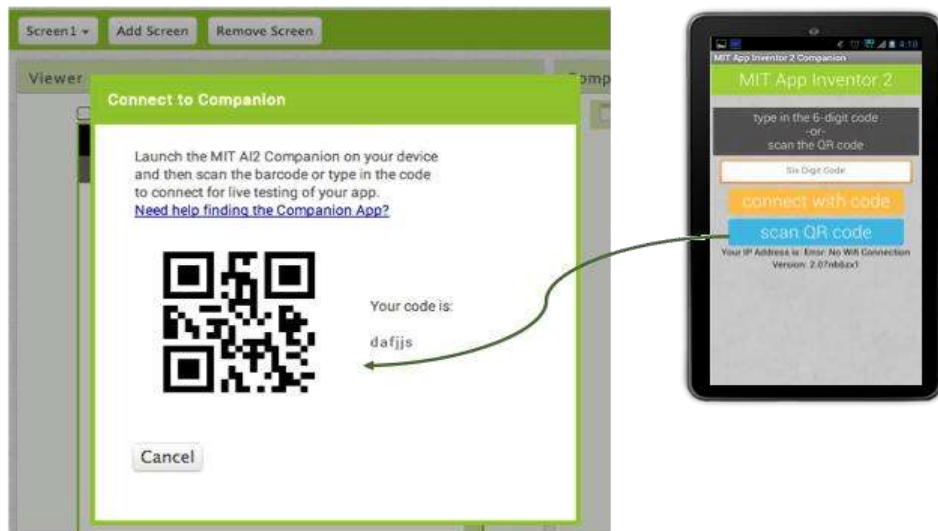 Screen1
Add Screen
Remove Screen
Viewer
Connect to Companion
Launch the MIT AI2 Companion on your device
and then scan the barcode or type in the code
to connect for live testing of your app.
Need help finding the Companion App?
Your code is:
dafjjs
Cancel
4:10
MIT App Inventor 2 Companion
MIT App Inventor 2
type in the 6-digit code
-or-
scan the QR code
Six Digit Code
connect with code
scan QR code
Your IP Address is: Error: No Wifi Connection